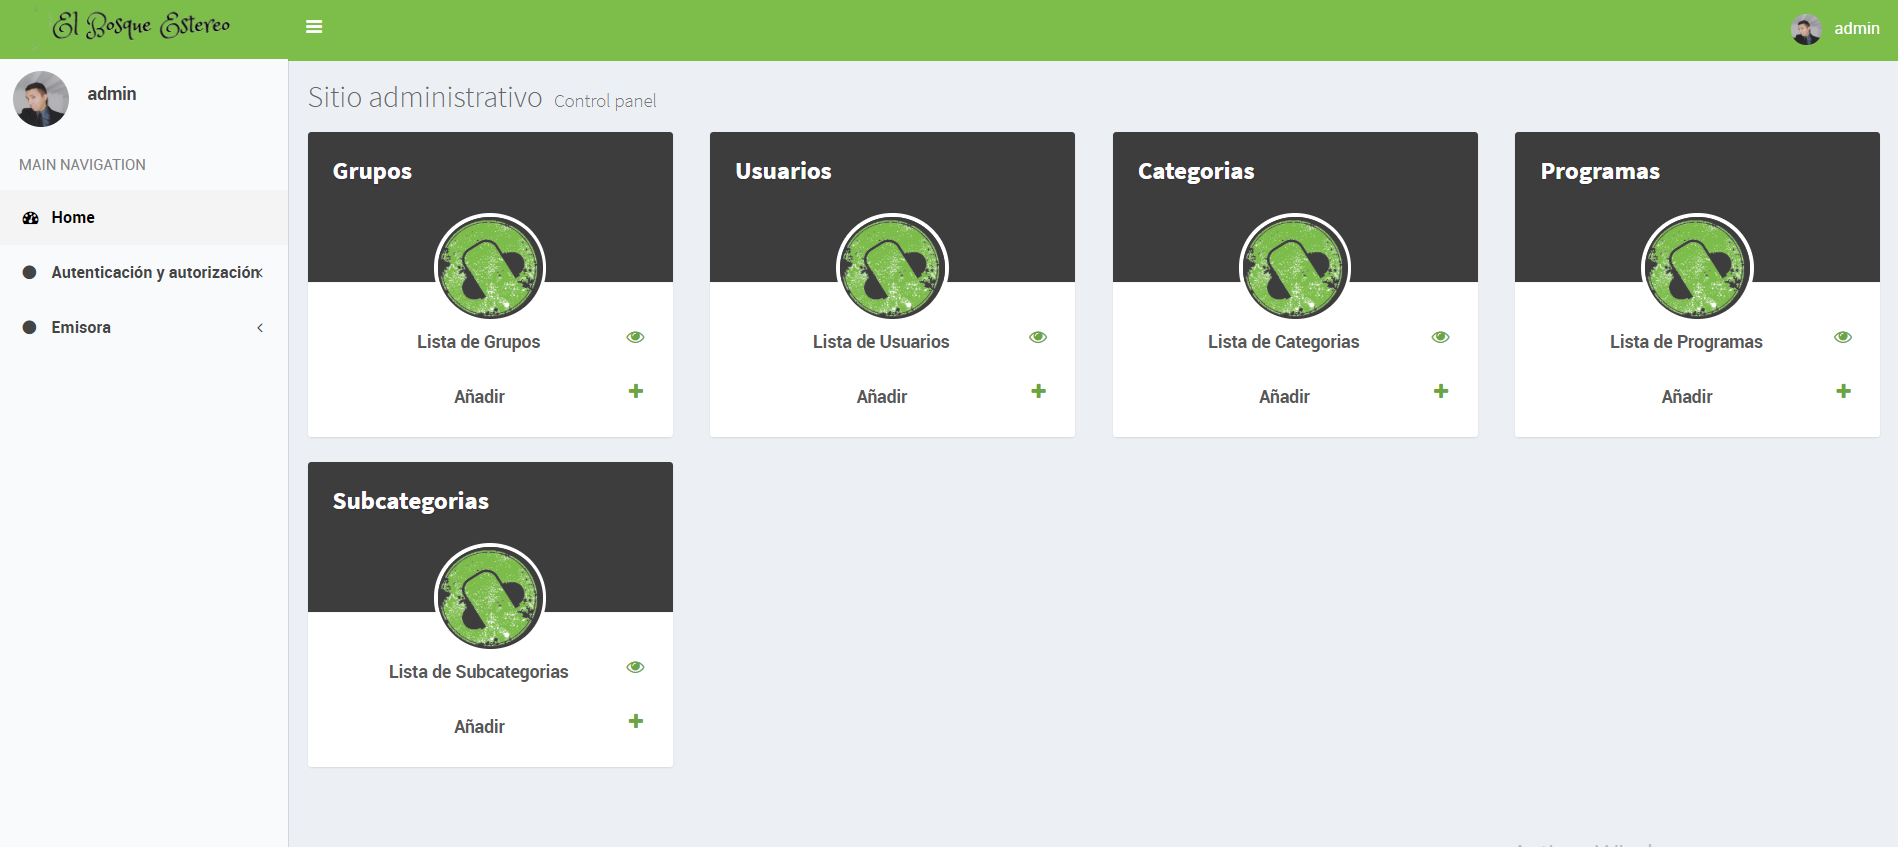 El Bosque Estereo
admin
admin
MAIN NAVIGATION
Home
Autenticación y autorización
Emisora
Sitio administrativo Control panel
Grupos
Lista de Grupos
Añadir
Usuarios
Lista de Usuarios
Añadir
Categorias
Lista de Categorias
Añadir
Programas
Lista de Programas
Añadir
Subcategorias
Lista de Subcategorias
Añadir